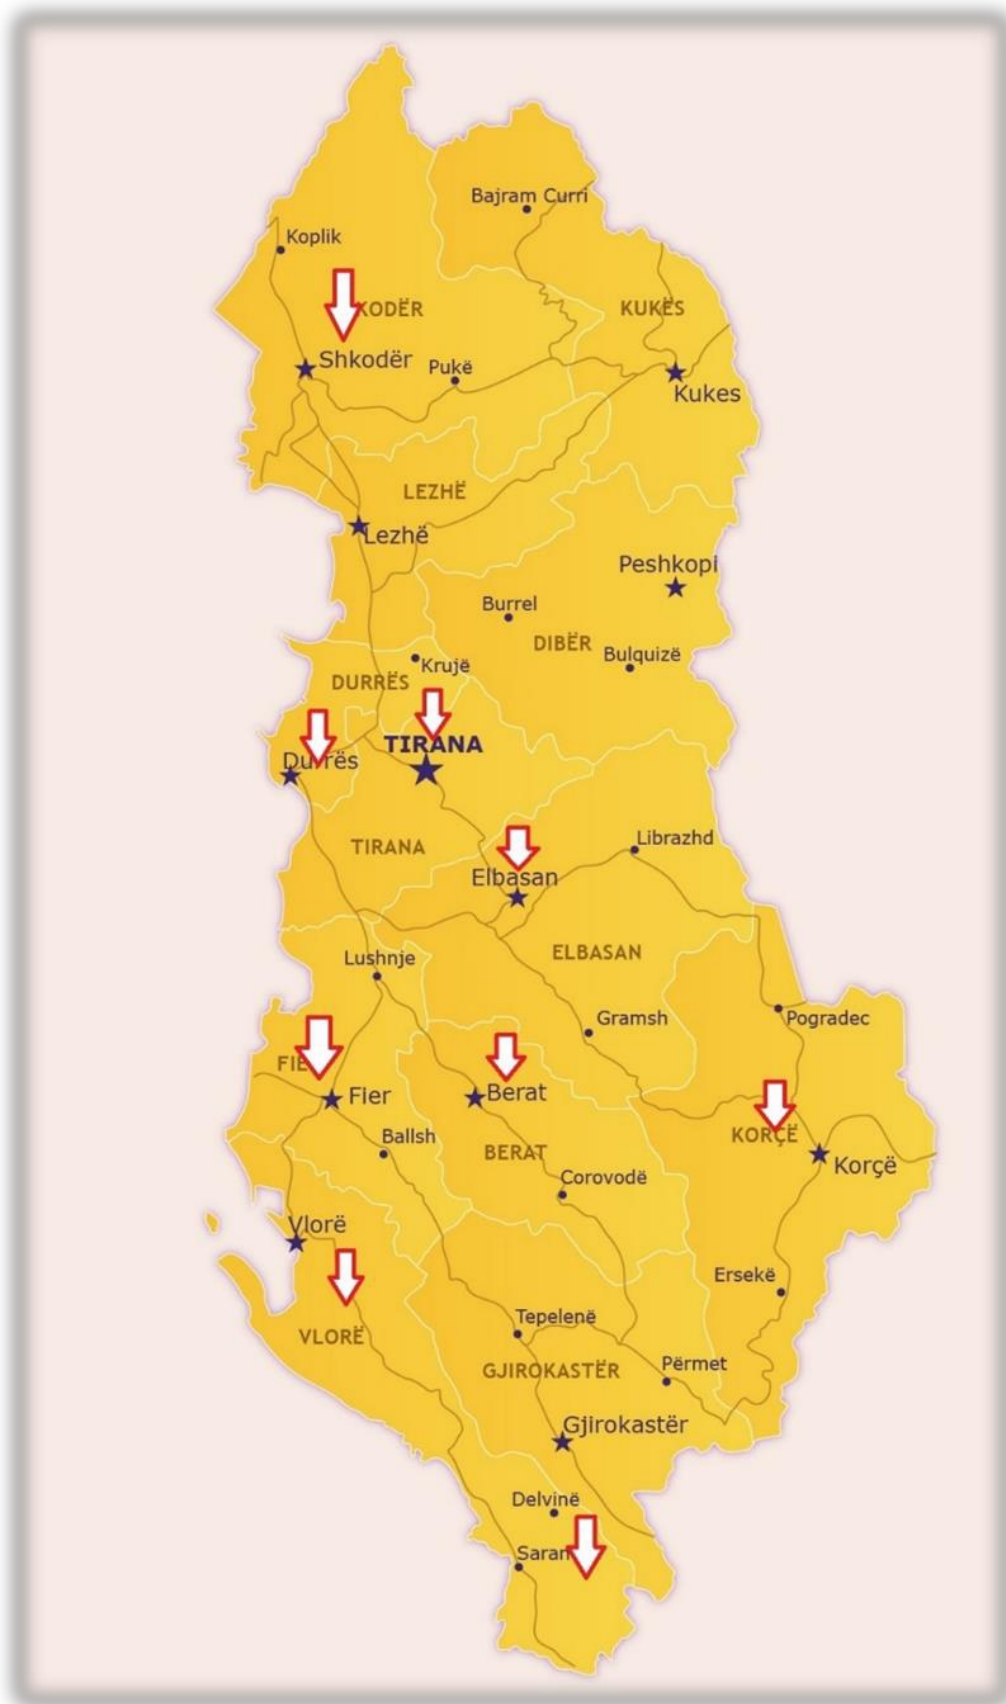 Bajram Curri
Koplik
KODËR
KUKËS
Shkodër
Pukë
Kukes
LEZHË
Lezhë
Peshkopi
Burrel
DIBËR
Bulquizë
Krujë
DURRËS
TIRANA
Durrës
TIRANA
Librazhd
Elbasan
ELBASAN
Lushnje
Gramsh
Pogradec
FIE
Fier
Berat
Ballsh
BERAT
KORÇË
Korçë
Corovodë
Vlorë
Ersekë
Tepelenë
VLORË
GJIROKASTËR
Përmet
Gjirokastër
Delvinë
Saran